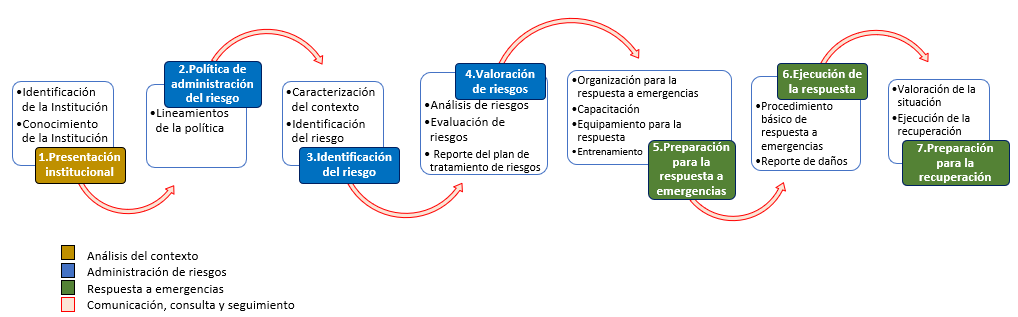 •Identificación
de la Institución
•Conocimiento
de la Institución
1.Presentación
institucional
2.Política de
administración
del riesgo
•Lineamientos
de la política
•Caracterización
del contexto
•Identificación
del riesgo
3.Identificación
del riesgo
4.Valoración
de riesgos
•Análisis de riesgos
•Evaluación de
riesgos
• Reporte del plan de
tratamiento de riesgos
•Organización para la
respuesta a emergencias
•Capacitación
•Equipamiento para la
respuesta
•Entrenamiento
5.Preparación
para la
respuesta a
emergencias
6.Ejecución de
la respuesta
•Procedimiento
básico de
respuesta a
emergencias
•Reporte de daños
•Valoración de la
situación
•Ejecución de la
recuperación
7.Preparación
para la
recuperación
Análisis del contexto
Administración de riesgos
Respuesta a emergencias
Comunicación, consulta y seguimiento